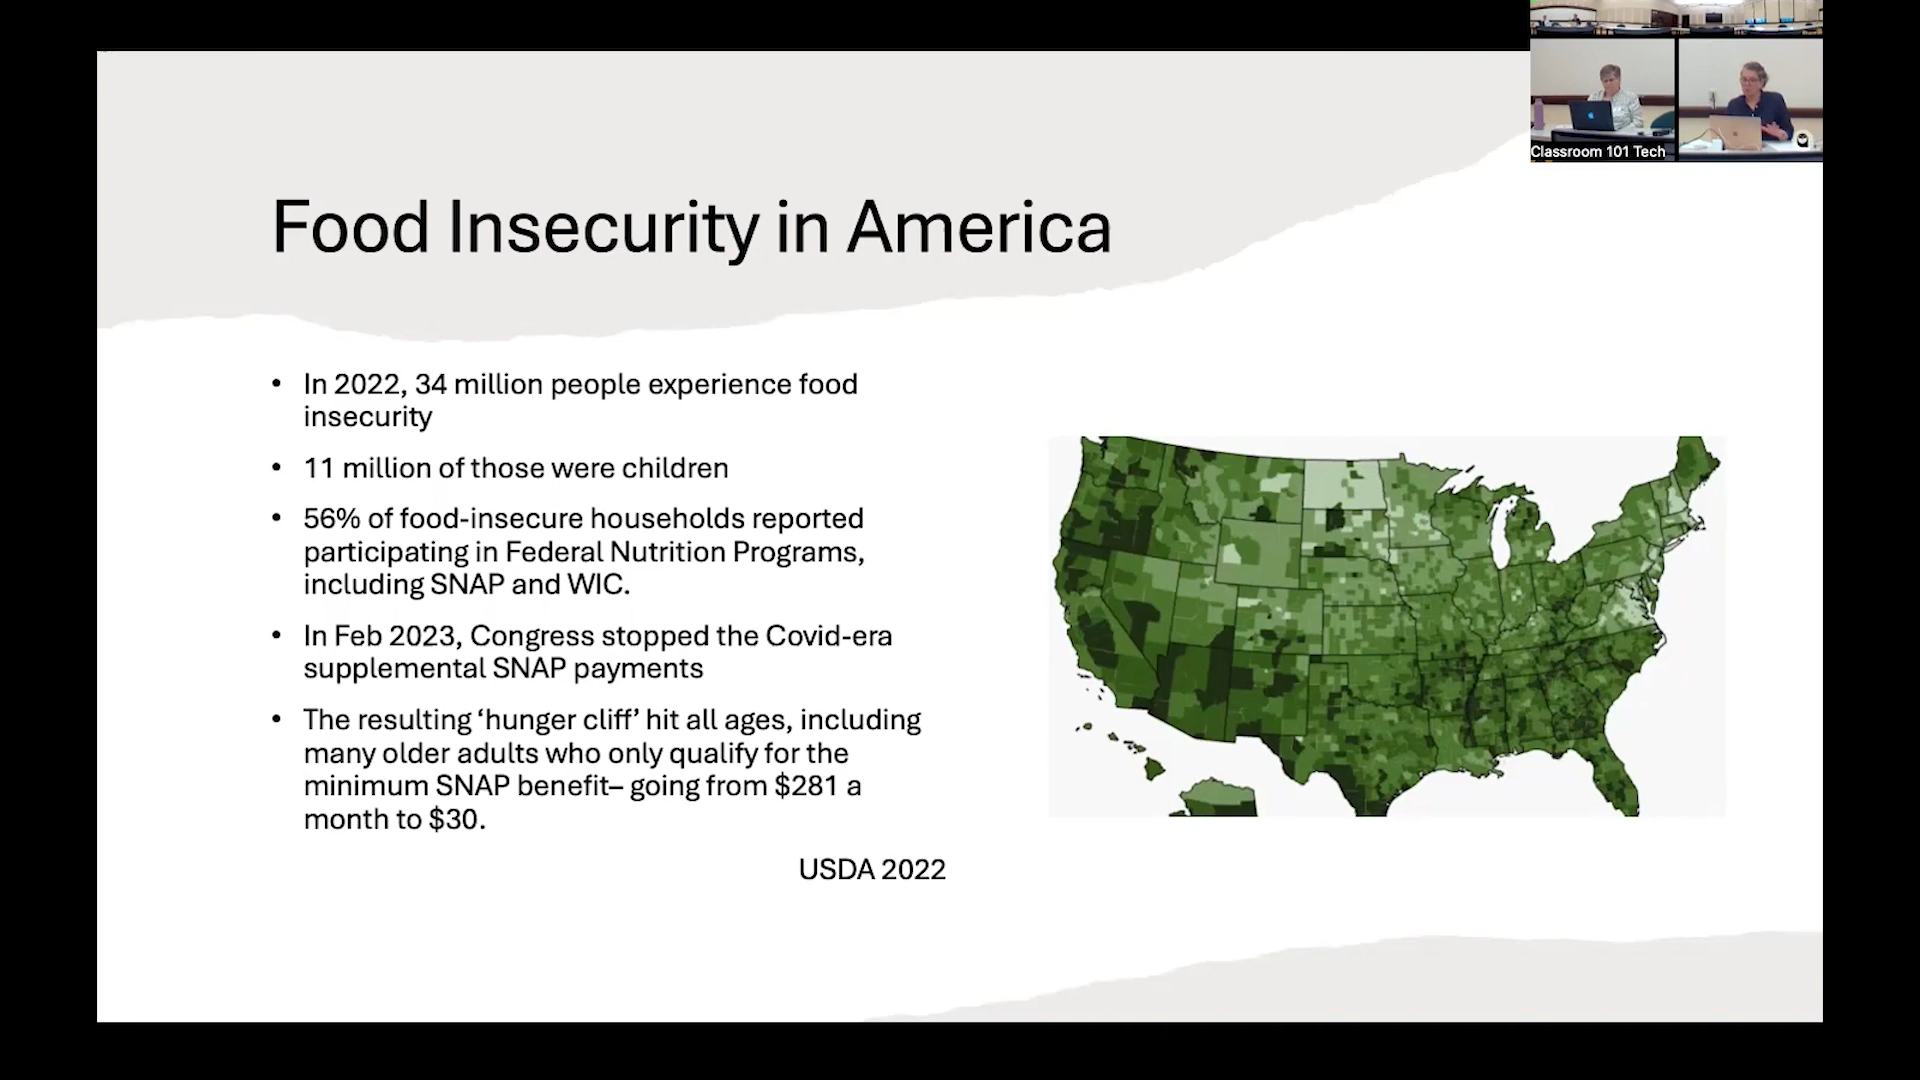 Classroom 101 Tech
Food Insecurity in America
• In 2022, 34 million people experience food
insecurity
• 11 million of those were children
• 56% of food-insecure households reported
participating in Federal Nutrition Programs,
including SNAP and WIC.
• In Feb 2023, Congress stopped the Covid-era
supplemental SNAP payments
• The resulting ‘hunger cliff’ hit all ages, including
many older adults who only qualify for the
minimum SNAP benefit– going from $281 a
month to $30.
USDA 2022